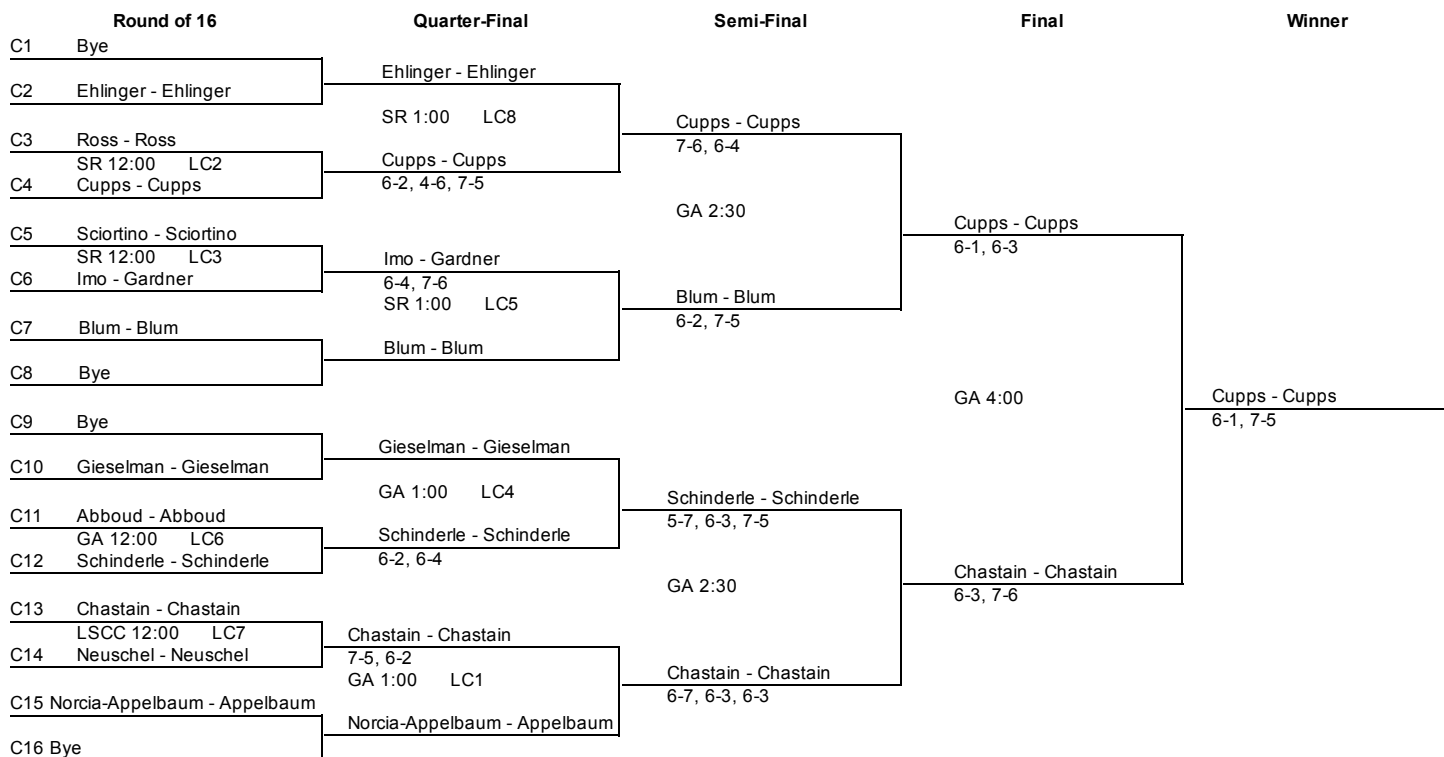 Round of 16 Quarter-Final Semi-Final Final Winner
C1 Bye
Ehlinger - Ehlinger
C2 Ehlinger - Ehlinger
SR 1:00 LC8
Cupps - Cupps
C3 Ross - Ross
7-6, 6-4
SR 12:00 LC2
Cupps - Cupps
C4 Cupps - Cupps
6-2, 4-6, 7-5
GA 2:30
Cupps - Cupps
C5 Sciortino - Sciortino
6-1, 6-3
SR 12:00 LC3
Imo - Gardner
C6 Imo - Gardner
6-4, 7-6
SR 1:00 LC5
Blum - Blum
6-2, 7-5
C7 Blum - Blum
Blum - Blum
C8 Bye
GA 4:00
Cupps - Cupps
6-1, 7-5
C9 Bye
Gieselman - Gieselman
C10 Gieselman - Gieselman
GA 1:00 LC4
Schinderle - Schinderle
5-7, 6-3, 7-5
C11 Abboud - Abboud
GA 12:00 LC6
Schinderle - Schinderle
C12 Schinderle - Schinderle
6-2, 6-4
GA 2:30
Chastain - Chastain
6-3, 7-6
C13 Chastain - Chastain
LSCC 12:00 LC7
Chastain - Chastain
C14 Neuschel - Neuschel
7-5, 6-2
GA 1:00 LC1
Chastain - Chastain
6-7, 6-3, 6-3
C15 Norcia-Appelbaum - Appelbaum
Norcia-Appelbaum - Appelbaum
C16 Bye